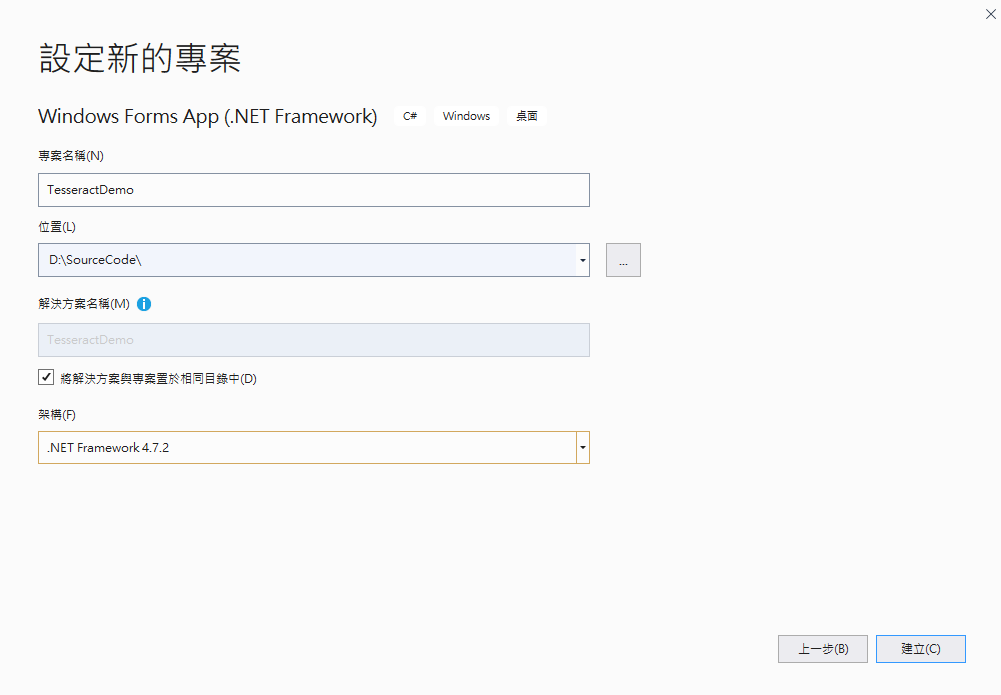 設定新的專案
Windows Forms App (.NET Framework) C# Windows 桌面
專案名稱(N)
TesseractDemo
位置(L)
D:\SourceCode\
...
解決方案名稱(M)
TesseractDemo
將解決方案與專案置於相同目錄中(D)
架構(F)
.NET Framework 4.7.2
上一步(B) 建立(C)